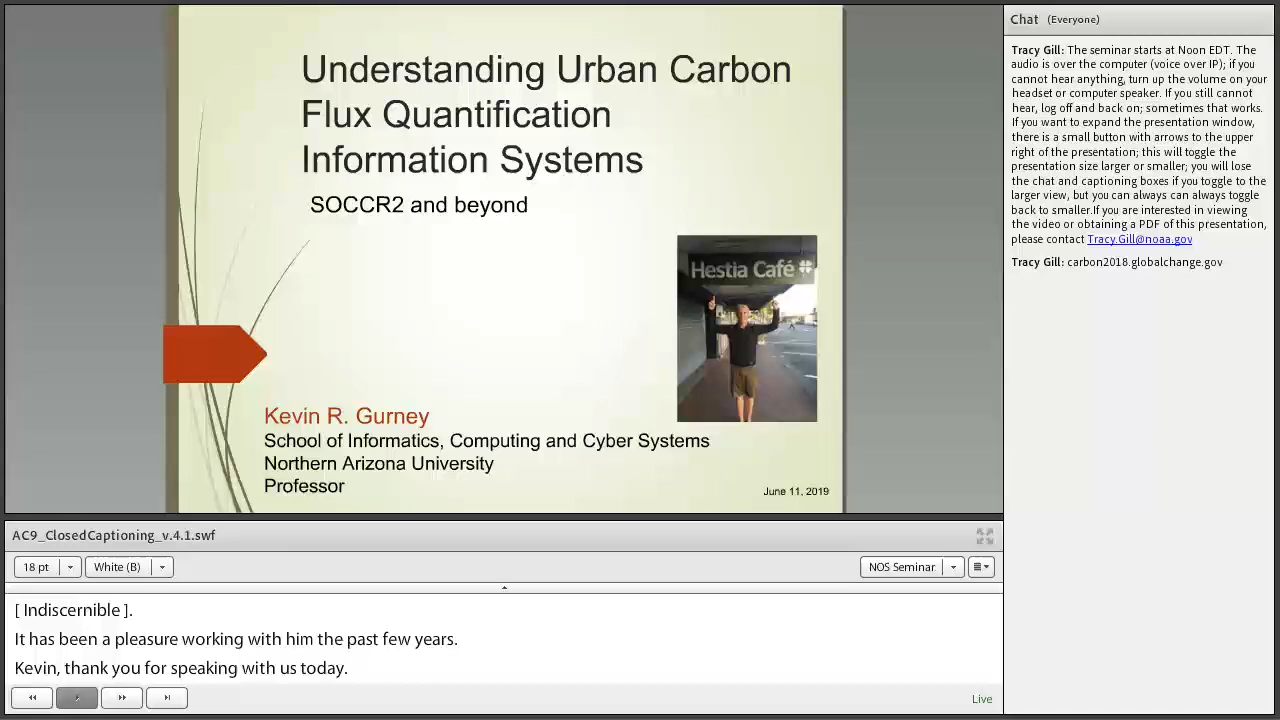 Understanding Urban Carbon
Flux Quantification
Information Systems
SOCCR2 and beyond
Hestia Café
Kevin R. Gurney
School of Informatics, Computing and Cyber Systems
Northern Arizona University
Professor
June 11, 2019
Chat (Everyone)
Tracy Gill: The seminar starts at Noon EDT. The
audio is over the computer (voice over IP); if you
cannot hear anything, turn up the volume on your
headset or computer speaker. If you still cannot
hear, log off and back on; sometimes that works.
If you want to expand the presentation window,
there is a small button with arrows to the upper
right of the presentation; this will toggle the
presentation size larger or smaller; you will lose
the chat and captioning boxes if you toggle to the
larger view, but you can always can always toggle
back to smaller.If you are interested in viewing
the video or obtaining a PDF of this presentation,
please contact Tracy.Gill@noaa.gov
Tracy Gill: carbon2018.globalchange.gov
AC9_ClosedCaptioning_v.4.1.swf
18 pt
White (B)
NOS Seminar
[ Indiscernible ].
It has been a pleasure working with him the past few years.
Kevin, thank you for speaking with us today.
Live